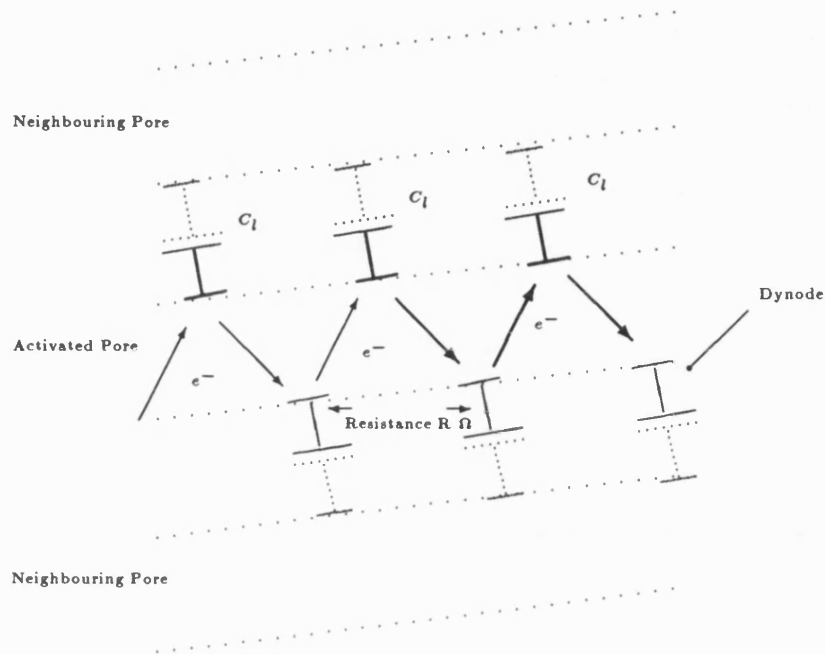 Neighbouring Pore
C_l
C_l
C_l
Dynode
Activated Pore
e⁻
e⁻
e⁻
Resistance R Ω
Neighbouring Pore